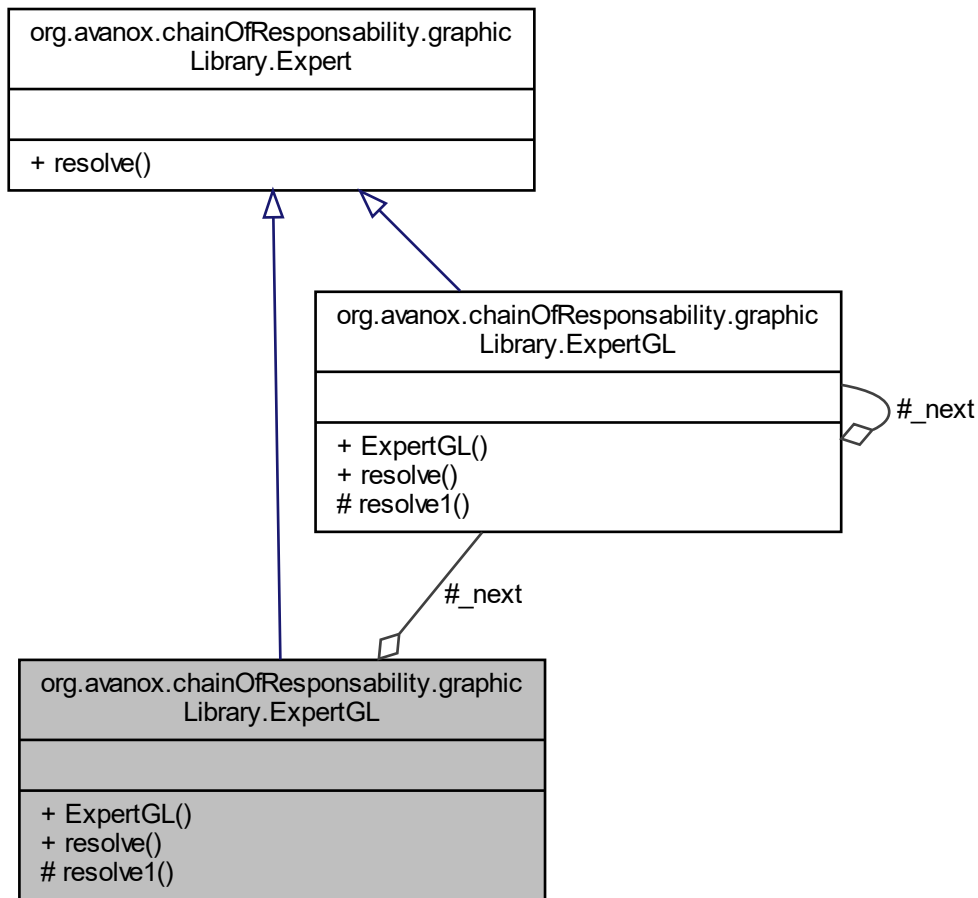 org.avanox.chainOfResponsability.graphic
Library.Expert
+ resolve()
org.avanox.chainOfResponsability.graphic
Library.ExpertGL
+ ExpertGL()
+ resolve()
# resolve1()
#_next
#_next
org.avanox.chainOfResponsability.graphic
Library.ExpertGL
+ ExpertGL()
+ resolve()
# resolve1()